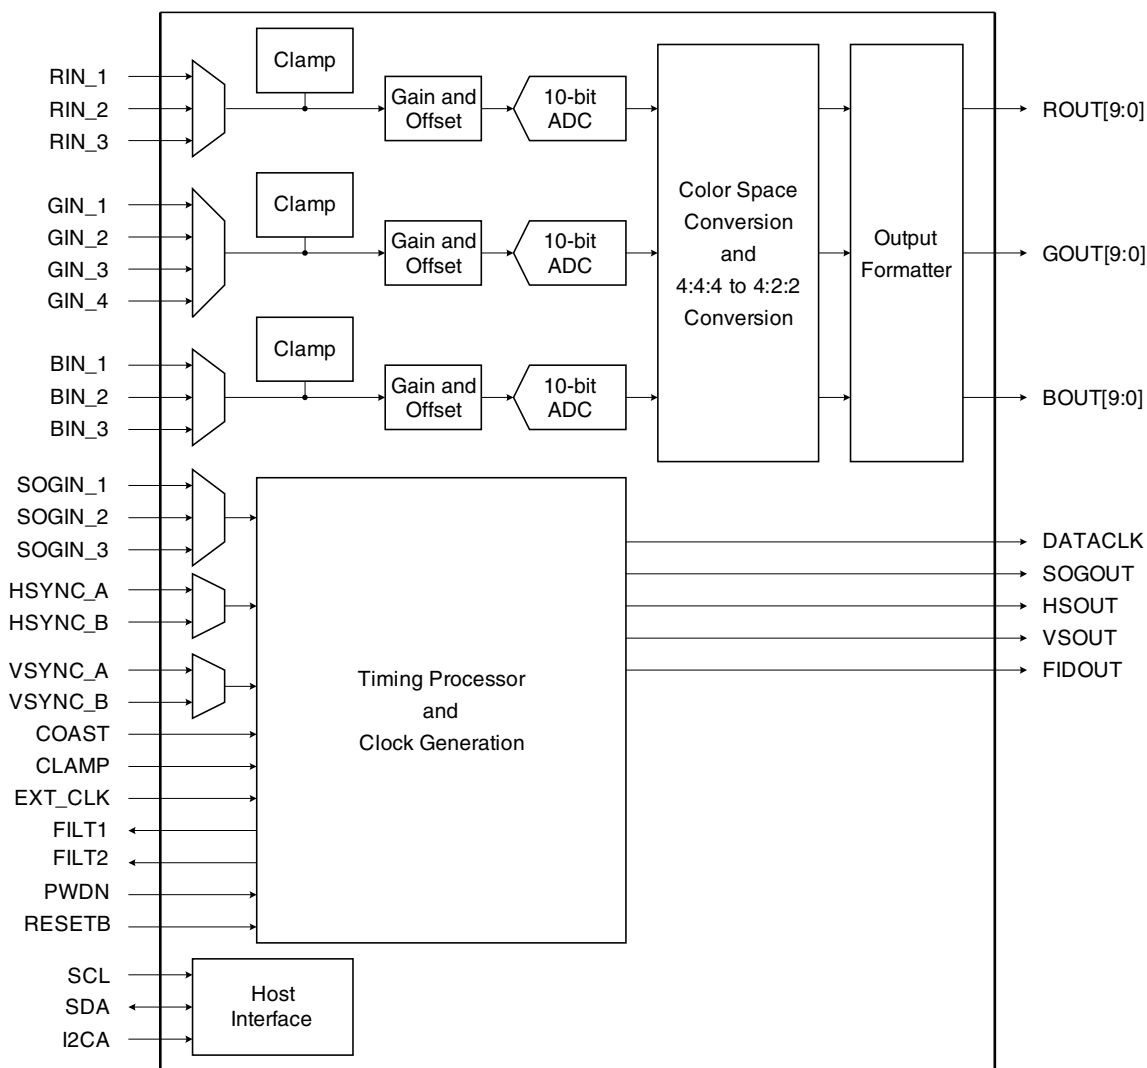 RIN_1
RIN_2
RIN_3
Clamp
Gain and
Offset
10-bit
ADC
GIN_1
GIN_2
GIN_3
GIN_4
Clamp
Gain and
Offset
10-bit
ADC
BIN_1
BIN_2
BIN_3
Clamp
Gain and
Offset
10-bit
ADC
Color Space
Conversion
and
4:4:4 to 4:2:2
Conversion
Output
Formatter
ROUT[9:0]
GOUT[9:0]
BOUT[9:0]
SOGIN_1
SOGIN_2
SOGIN_3
HSYNC_A
HSYNC_B
VSYNC_A
VSYNC_B
COAST
CLAMP
EXT_CLK
FILT1
FILT2
PWDN
RESETB
Timing Processor
and
Clock Generation
DATACLK
SOGOUT
HSOUT
VSOUT
FIDOUT
SCL
SDA
I2CA
Host
Interface